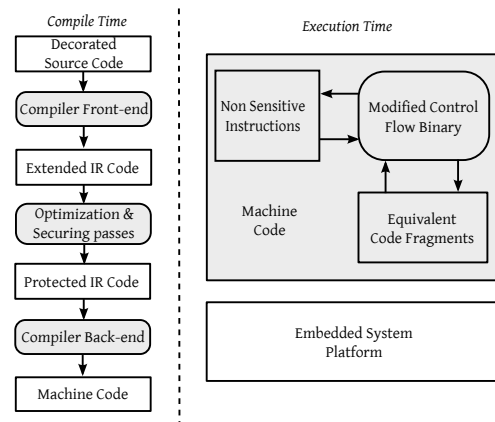 Compile Time
Decorated
Source Code
Compiler Front-end
Extended IR Code
Optimization &
Securing passes
Protected IR Code
Compiler Back-end
Machine Code
Execution Time
Non Sensitive
Instructions
Modified Control
Flow Binary
Machine
Code
Equivalent
Code Fragments
Embedded System
Platform